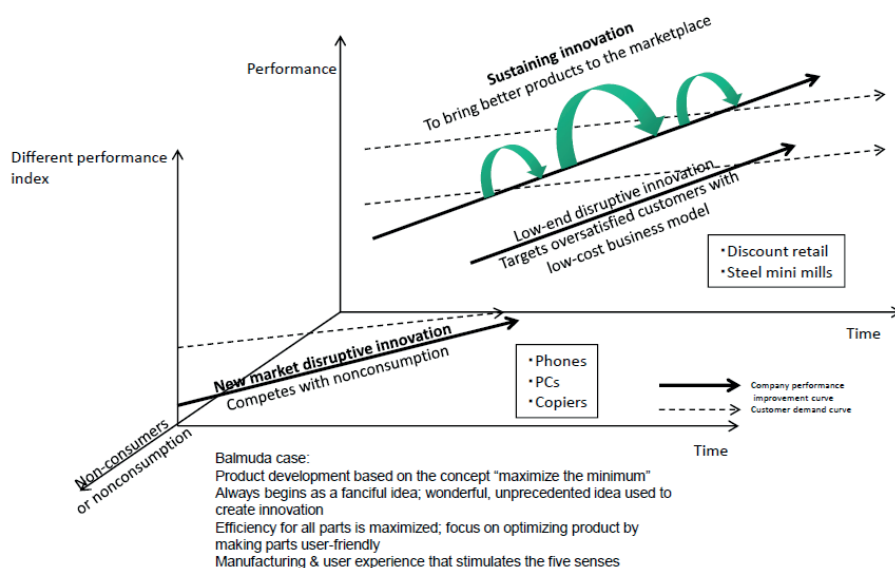 Performance
Sustaining innovation
To bring better products to the marketplace
Different performance
index
Low-end disruptive innovation
Targets oversatisfied customers with
low-cost business model
・Discount retail
・Steel mini mills
Time
New market disruptive innovation
Competes with nonconsumption
・Phones
・PCs
・Copiers
Company performance
improvement curve
Customer demand curve
Time
Non-consumers
or nonconsumption
Balmuda case:
Product development based on the concept “maximize the minimum”
Always begins as a fanciful idea; wonderful, unprecedented idea used to
create innovation
Efficiency for all parts is maximized; focus on optimizing product by
making parts user-friendly
Manufacturing & user experience that stimulates the five senses